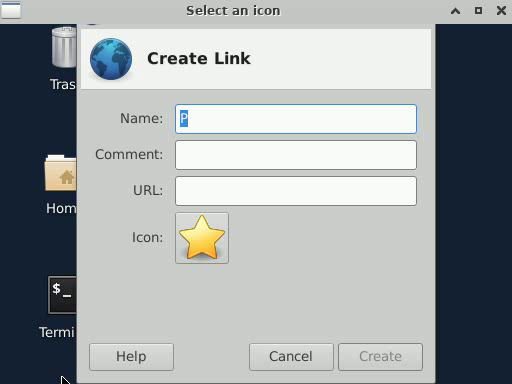 Select an icon
Create Link
Tras
Name: P
Comment:
Hom
URL:
Icon:
$_
Termi
Help Cancel Create